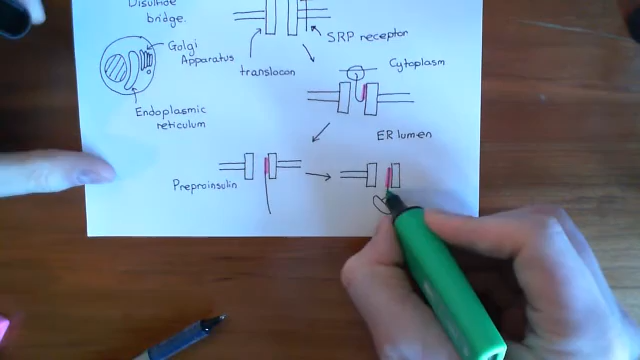 Disulfide
bridge.
Golgi
Apparatus
translocon
SRP receptor
Cytoplasm
Endoplasmic
reticulum
ER lumen
Preproinsulin